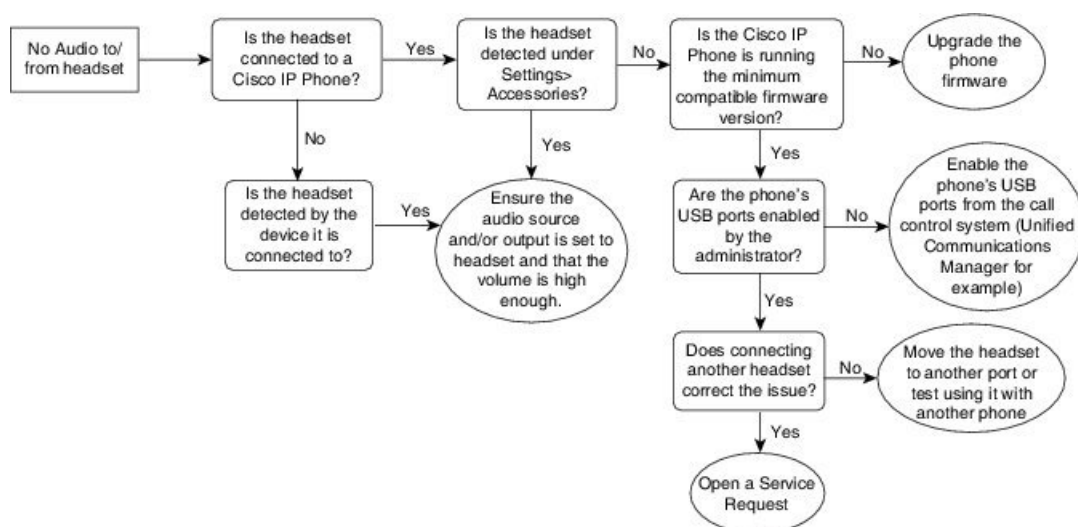 No Audio to/
from headset
Is the headset
connected to a
Cisco IP Phone?
Yes
Is the headset
detected under
Settings>
Accessories?
No
Is the Cisco IP
Phone is running
the minimum
compatible firmware
version?
No
Upgrade the
phone
firmware
No
Yes
Yes
Is the headset
detected by the
device it is
connected to?
Yes
Ensure the
audio source
and/or output is set to
headset and that the
volume is high
enough.
Are the phone's
USB ports enabled
by the
administrator?
No
Enable the
phone's USB
ports from the call
control system (Unified
Communications
Manager for
example)
Yes
Does connecting
another headset
correct the issue?
No
Move the headset
to another port or
test using it with
another phone
Yes
Open a Service
Request